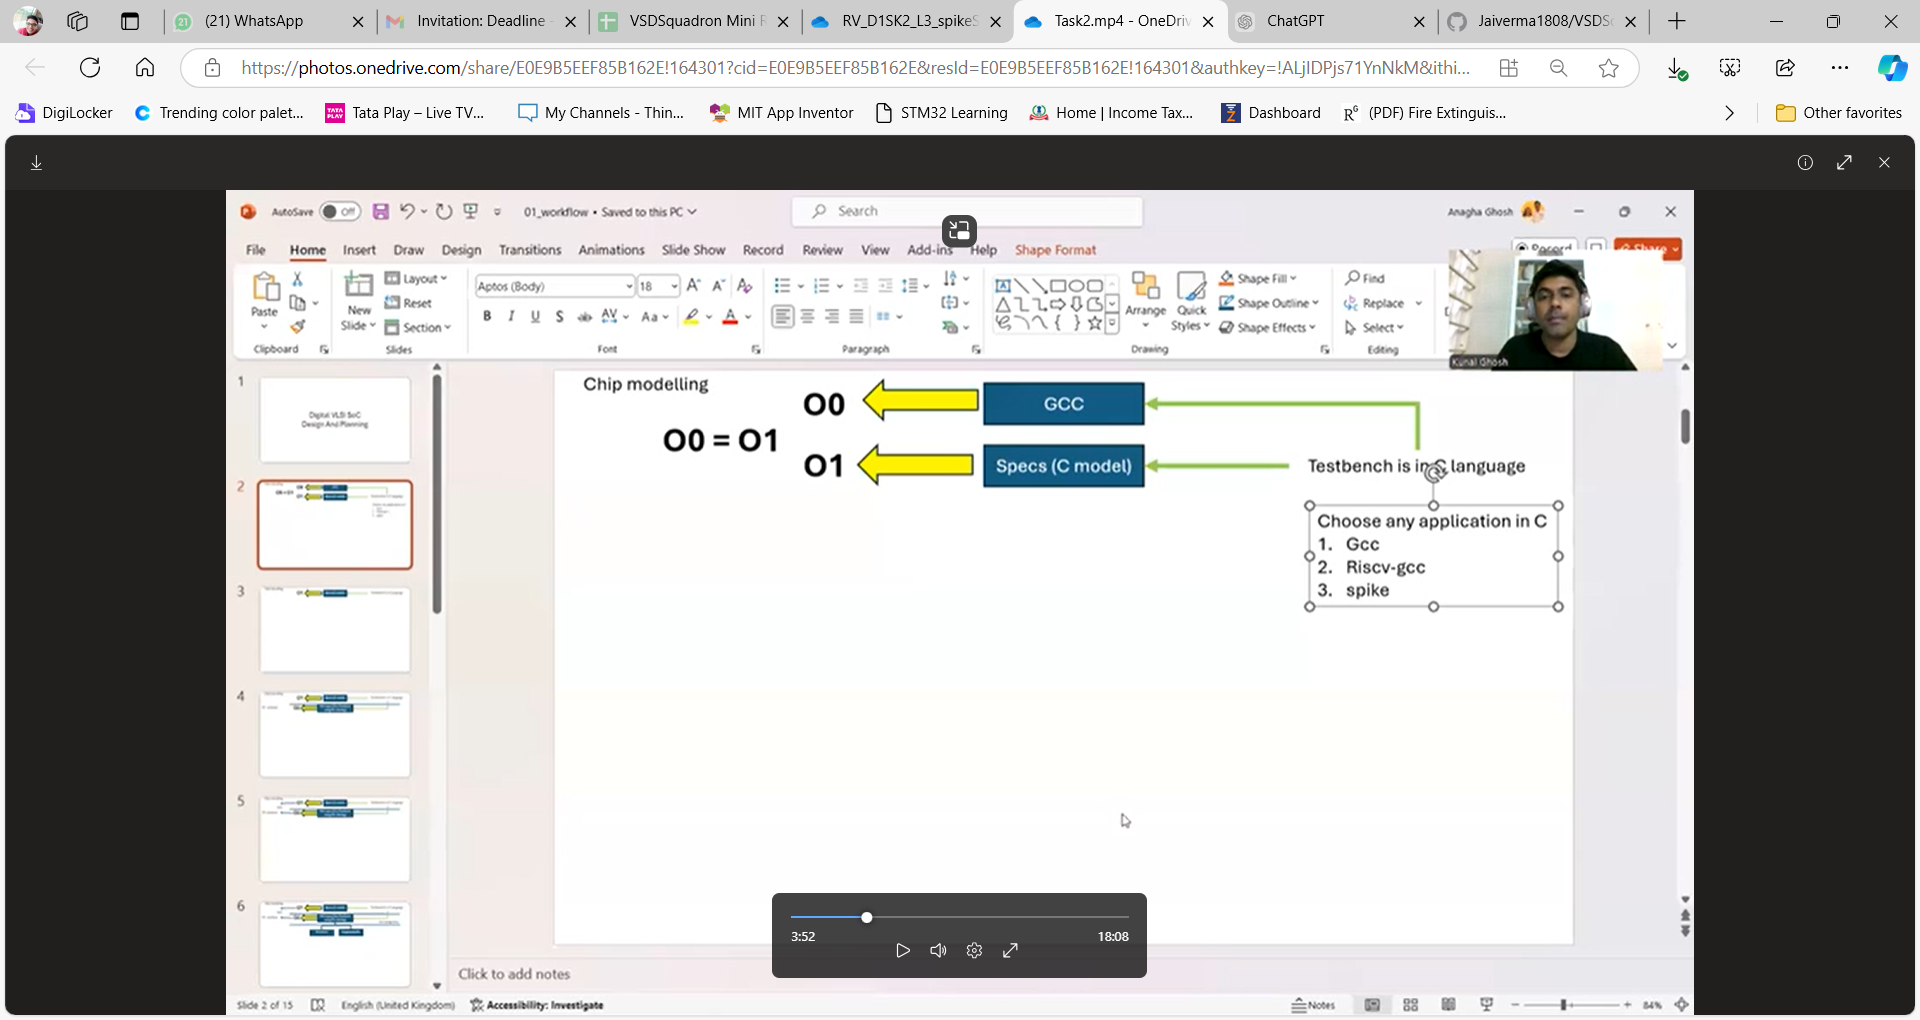 (21) WhatsApp
Invitation: Deadline
VSDSquadron Mini
RV_D1SK2_L3_spikeS
Task2.mp4 - OneDriv
ChatGPT
Jaiverma1808/VSDS
https://photos.onedrive.com/share/E0E9B5EEF85B162E!164301?cid=E0E9B5EEF85B162E&resId=E0E9B5EEF85B162E!164301&authkey=!ALjIDPjs71YnNkM&ithi...
DigiLocker
Trending color palet...
Tata Play – Live TV...
My Channels - Thin...
MIT App Inventor
STM32 Learning
Home | Income Tax...
Dashboard
(PDF) Fire Extinguis...
Other favorites
AutoSave Off
01_workflow • Saved to this PC
Search
Anagha Ghosh
File Home Insert Draw Design Transitions Animations Slide Show Record Review View Add-ins Help Shape Format
Record
Share
Paste
New Slide
Layout
Reset
Section
Aptos (Body) 18
Shape Fill
Shape Outline
Shape Effects
Arrange
Quick Styles
Find
Replace
Select
Clipboard Slides Font Paragraph Drawing Editing
Kunal Ghosh
1
Digital VLSI SoC
Design And Planning
2
3
4
5
6
Chip modelling
O0
GCC
O0 = O1
O1
Specs (C model)
Testbench is in C language
Choose any application in C
1. Gcc
2. Riscv-gcc
3. spike
3:52
18:08
Click to add notes
Slide 2 of 15
English (United Kingdom)
Accessibility: Investigate
Notes
84%